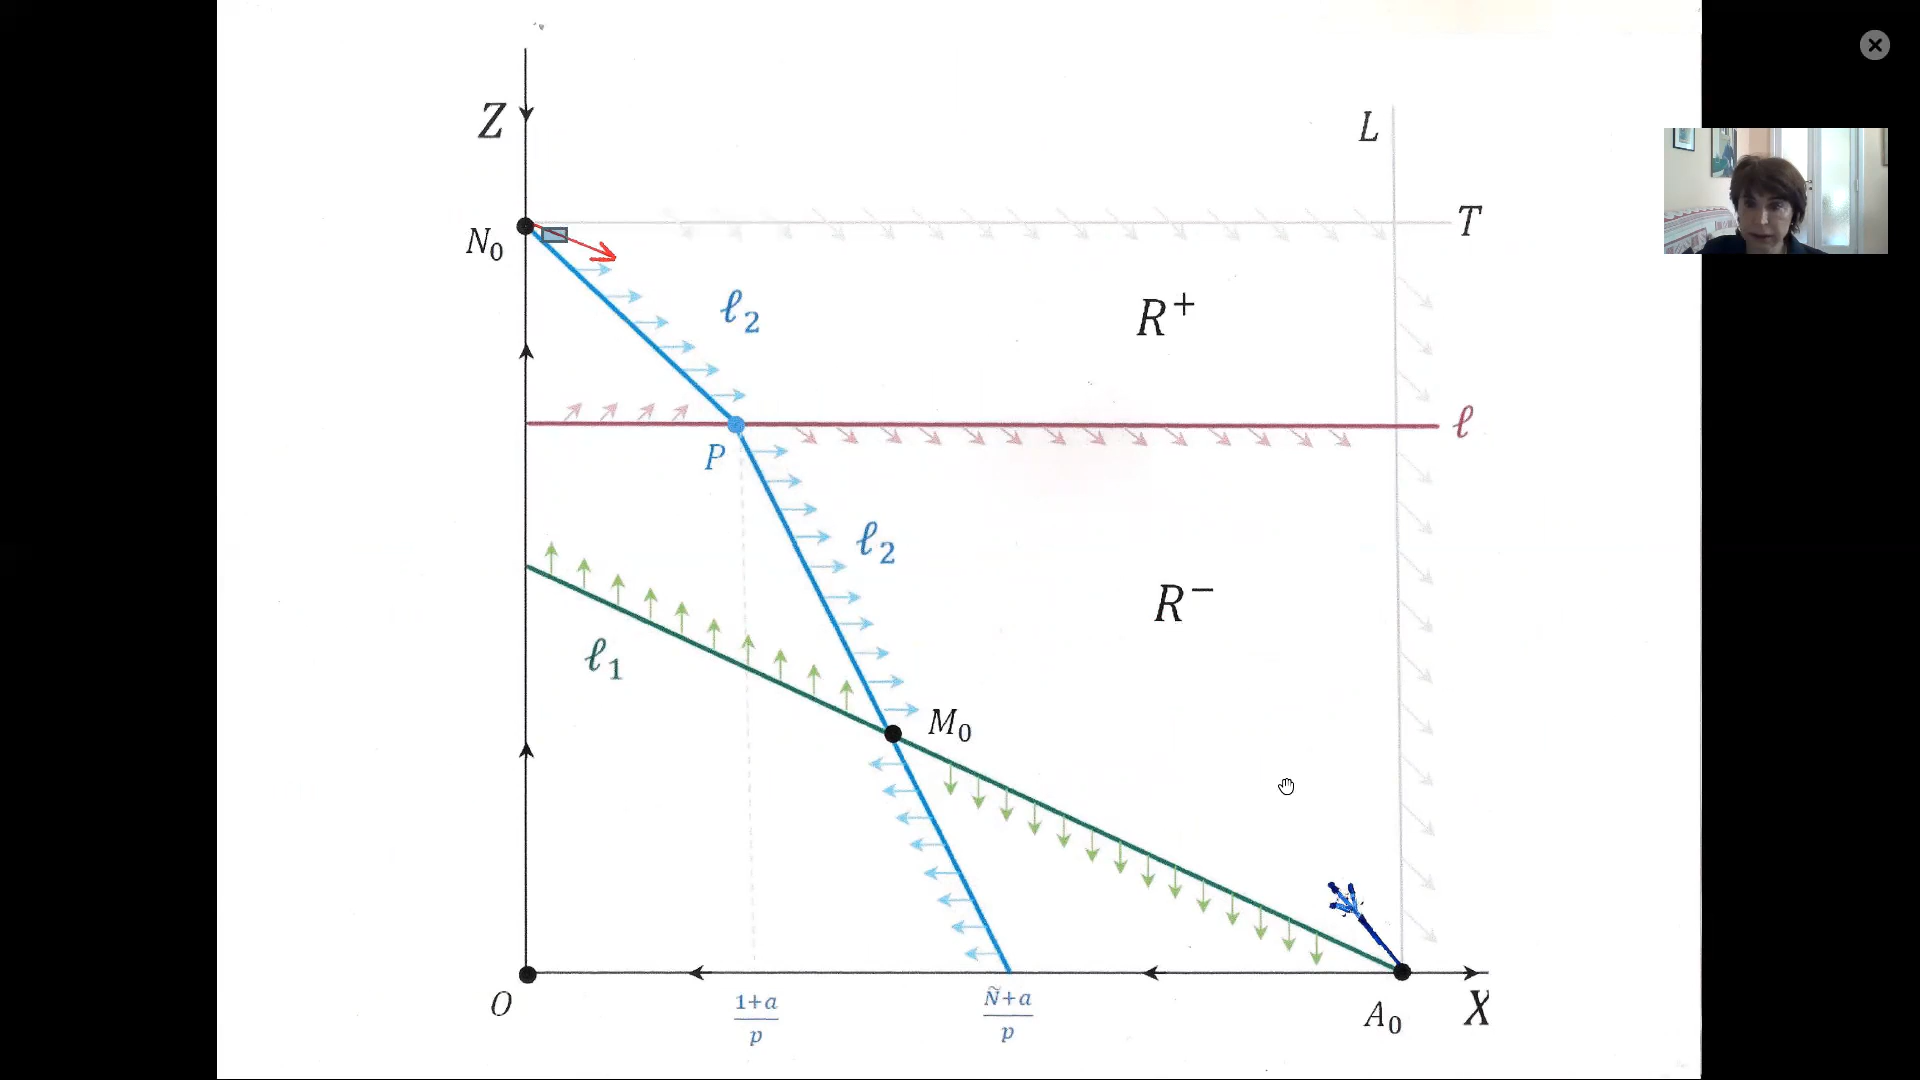 Z
L
T
N₀
ℓ₂
R⁺
ℓ
P
ℓ₂
R⁻
ℓ₁
M₀
O
1+a
p
Ñ+a
p
A₀
X